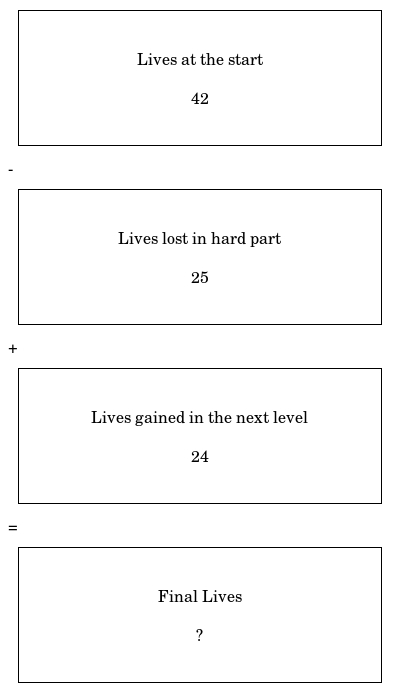 Lives at the start
42
-
Lives lost in hard part
25
+
Lives gained in the next level
24
=
Final Lives
?